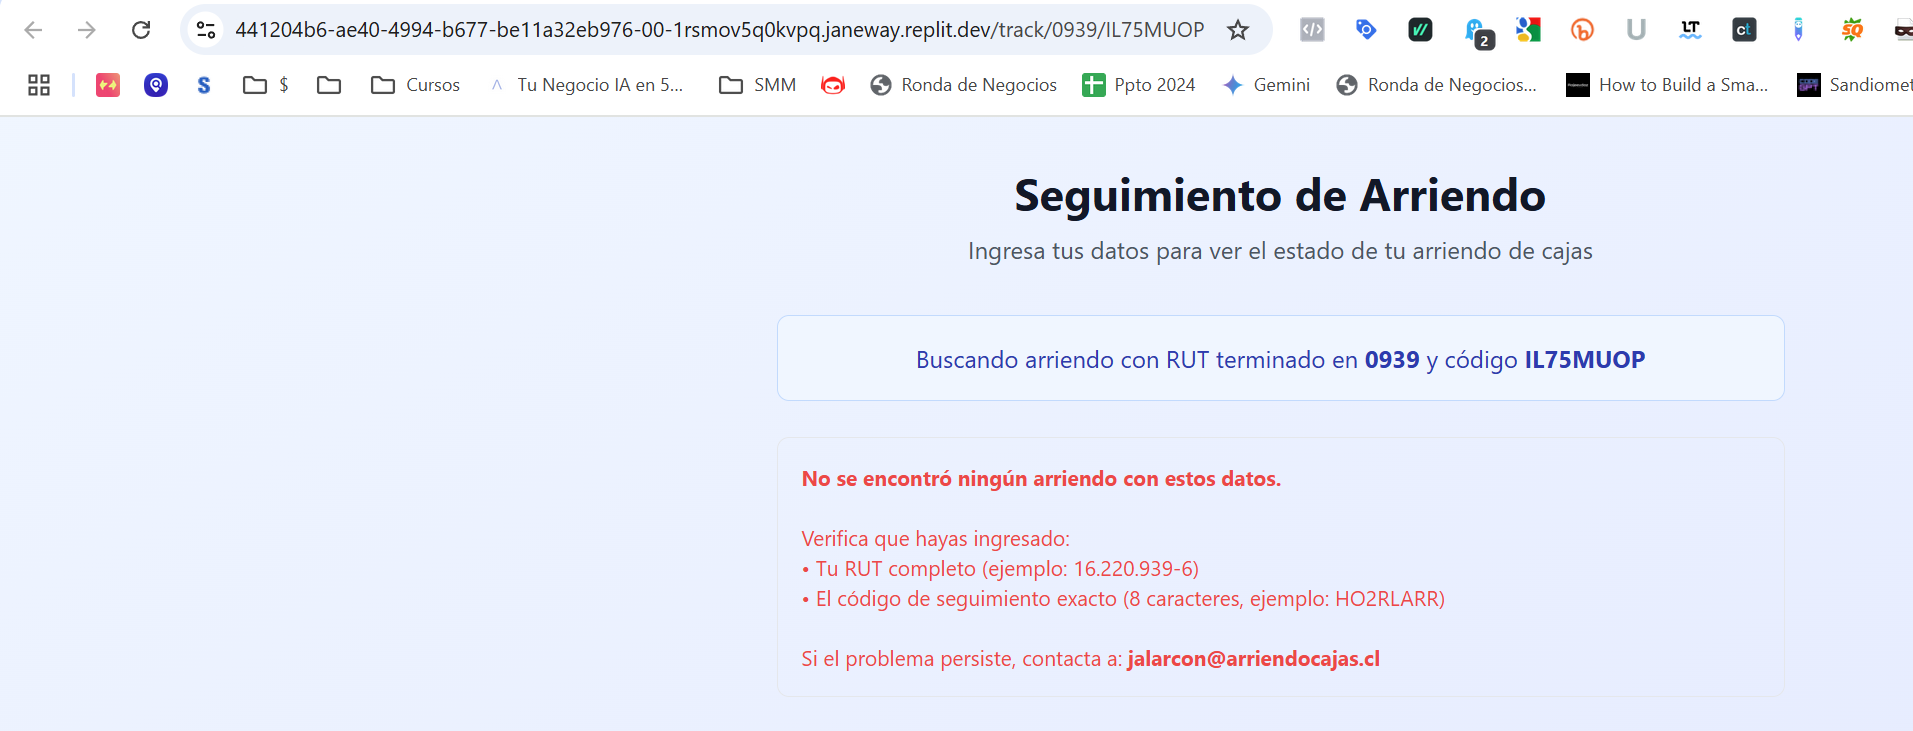 441204b6-ae40-4994-b677-be11a32eb976-00-1rsmov5q0kvpq.janeway.replit.dev/track/0939/IL75MUOP
2
U
LT
ct
SQ
S
$
Cursos
Tu Negocio IA en 5...
SMM
Ronda de Negocios
Ppto 2024
Gemini
Ronda de Negocios...
How to Build a Sma...
Sandiomet
Seguimiento de Arriendo
Ingresa tus datos para ver el estado de tu arriendo de cajas
Buscando arriendo con RUT terminado en 0939 y código IL75MUOP
No se encontró ningún arriendo con estos datos.
Verifica que hayas ingresado:
• Tu RUT completo (ejemplo: 16.220.939-6)
• El código de seguimiento exacto (8 caracteres, ejemplo: HO2RLARR)
Si el problema persiste, contacta a: jalarcon@arriendocajas.cl